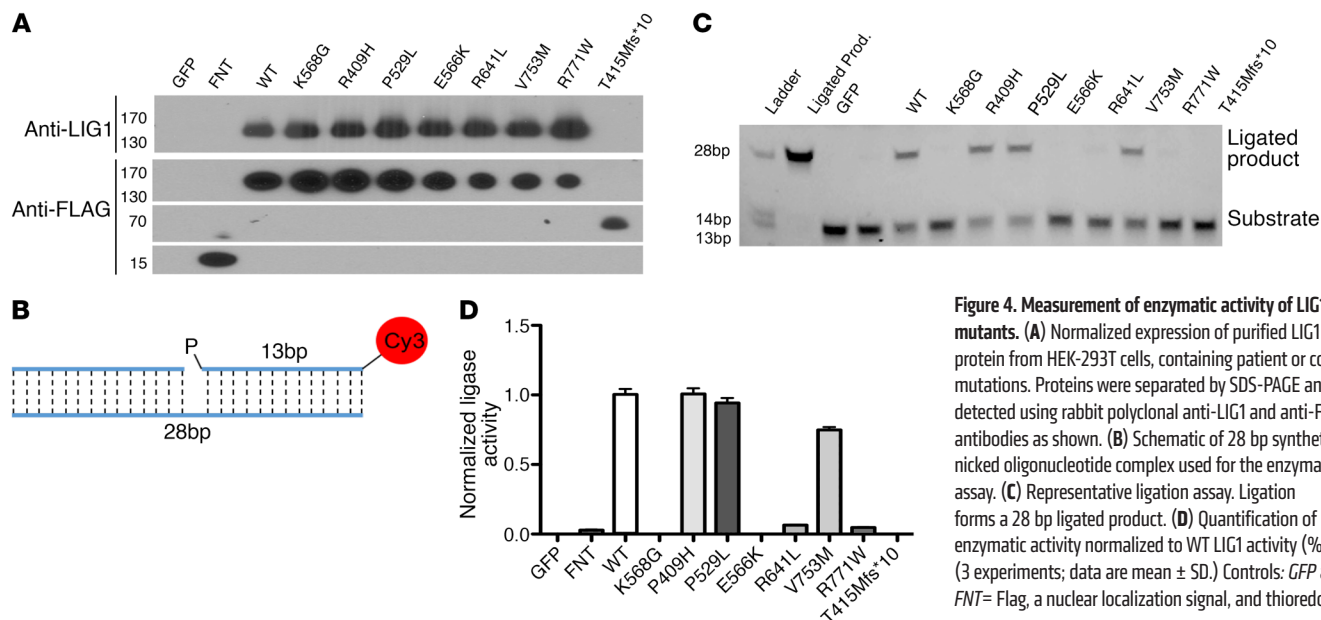 A
GFP
FNT
WT
K568G
R409H
P529L
E566K
R641L
V753M
R771W
T415Mfs*10
Anti-LIG1
170
130
Anti-FLAG
170
130
70
15
B
P
13bp
Cy3
28bp
C
Ladder
Ligated Prod.
GFP
WT
K568G
R409H
P529L
E566K
R641L
V753M
R771W
T415Mfs*10
28bp
14bp
13bp
Ligated
product
Substrate
D
Normalized ligase
activity
1.5
1.0
0.5
0.0
GFP
FNT
WT
K568G
P409H
P529L
E566K
R641L
V753M
R771W
T415Mfs*10
Figure 4. Measurement of enzymatic activity of LIG1
mutants. (A) Normalized expression of purified LIG1
protein from HEK-293T cells, containing patient or co
mutations. Proteins were separated by SDS-PAGE an
detected using rabbit polyclonal anti-LIG1 and anti-F
antibodies as shown. (B) Schematic of 28 bp synthet
nicked oligonucleotide complex used for the enzyma
assay. (C) Representative ligation assay. Ligation
forms a 28 bp ligated product. (D) Quantification of
enzymatic activity normalized to WT LIG1 activity (%
(3 experiments; data are mean ± SD.) Controls: GFP
FNT= Flag, a nuclear localization signal, and thioredo